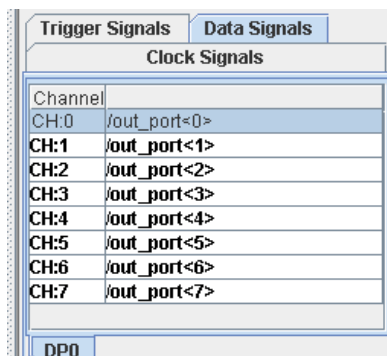 Trigger Signals Data Signals
Clock Signals
Channel
CH:0 /out_port<0>
CH:1 /out_port<1>
CH:2 /out_port<2>
CH:3 /out_port<3>
CH:4 /out_port<4>
CH:5 /out_port<5>
CH:6 /out_port<6>
CH:7 /out_port<7>
DP0